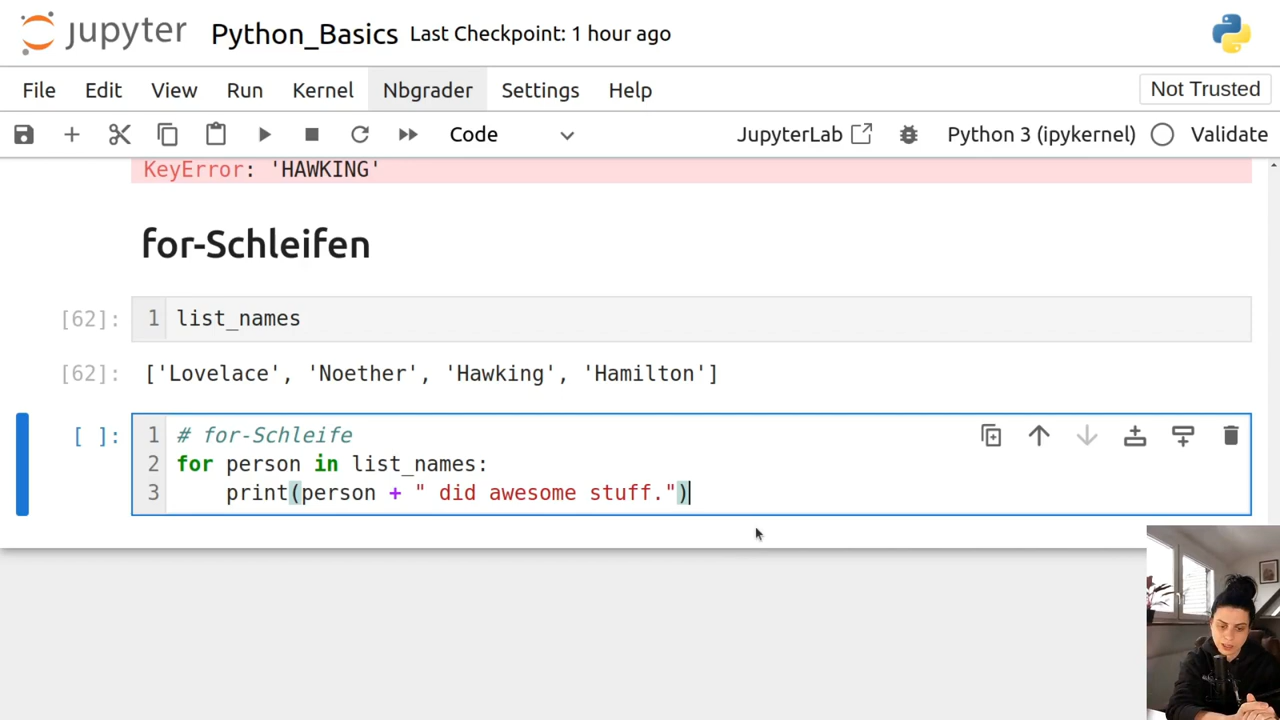 jupyter Python_Basics Last Checkpoint: 1 hour ago
File Edit View Run Kernel Nbgrader Settings Help Not Trusted
Code JupyterLab Python 3 (ipykernel) Validate
KeyError: 'HAWKING'
for-Schleifen
[62]: 1 list_names
[62]: ['Lovelace', 'Noether', 'Hawking', 'Hamilton']
[ ]: 1 # for-Schleife
2 for person in list_names:
3 print(person + " did awesome stuff.")